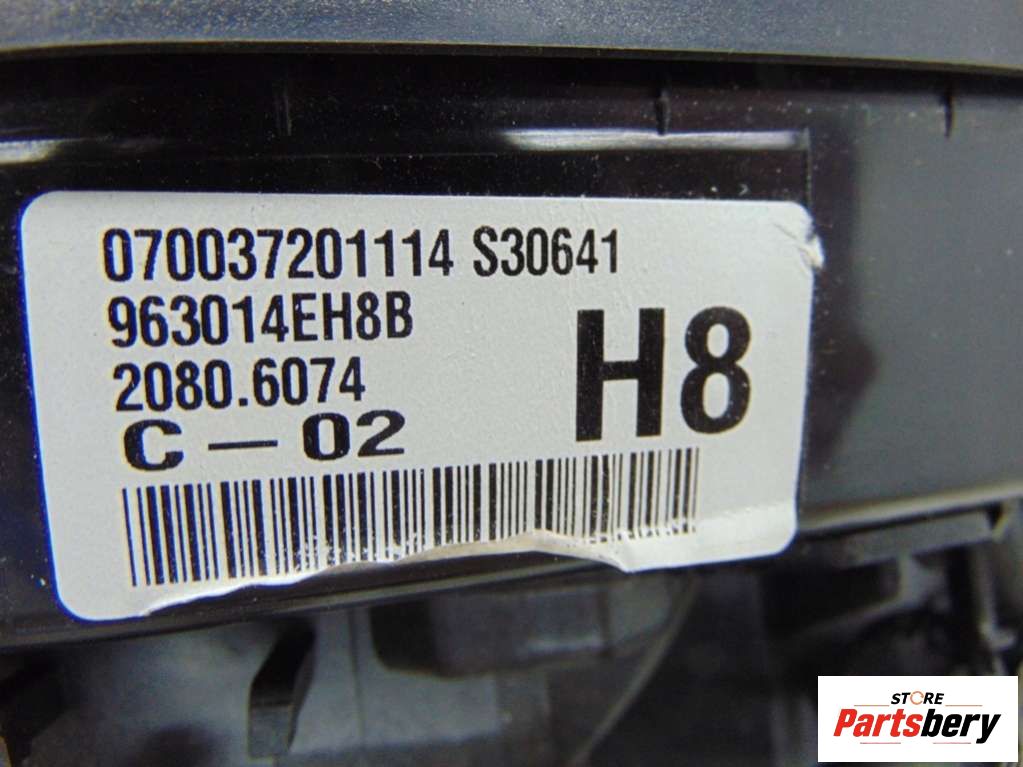 070037201114 S30641
963014EH8B
2080.6074
H8
C-02
STORE
Partsbery